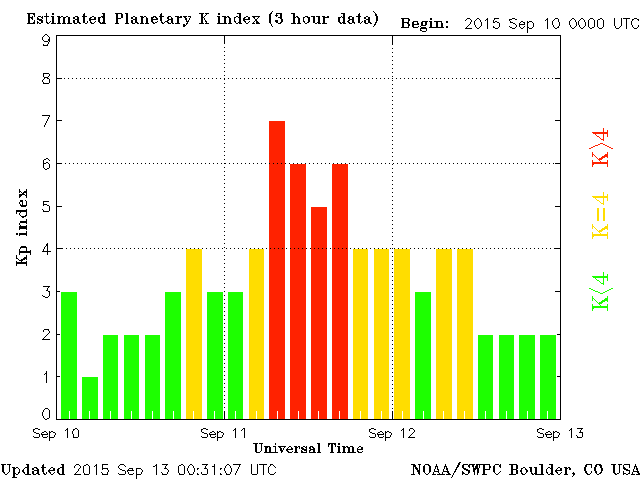 Estimated Planetary K index (3 hour data)
Begin: 2015 Sep 10 0000 UTC
9
8
7
6
5
4
3
2
1
0
Kp index
K>4
K=4
K<4
Sep 10
Sep 11
Sep 12
Sep 13
Universal Time
Updated 2015 Sep 13 00:31:07 UTC
NOAA/SWPC Boulder, CO USA